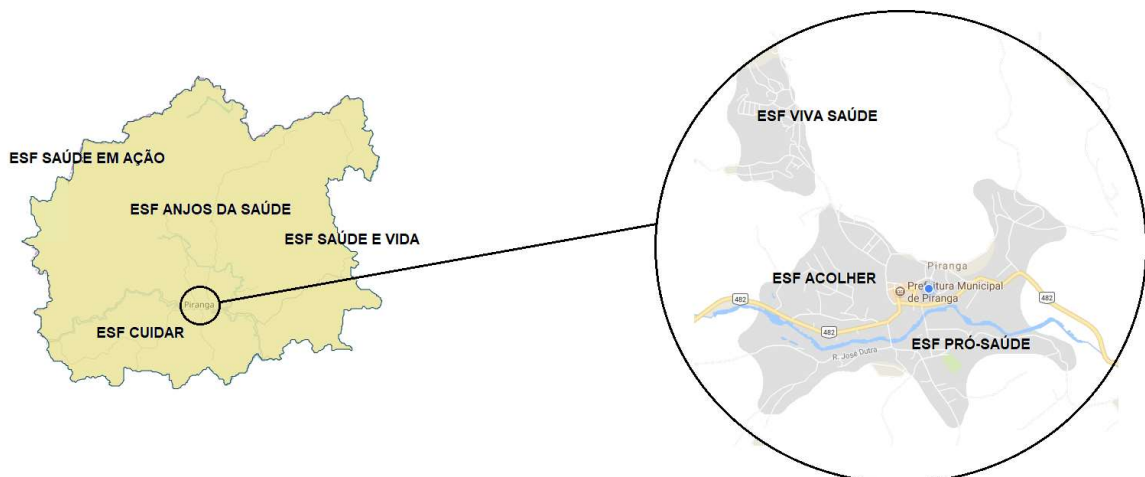 ESF SAÚDE EM AÇÃO
ESF ANJOS DA SAÚDE
ESF SAÚDE E VIDA
Piranga
ESF CUIDAR
ESF VIVA SAÚDE
Piranga
ESF ACOLHER
Prefeitura Municipal
de Piranga
482
482
482
ESF PRÓ-SAÚDE
R. José Dutra